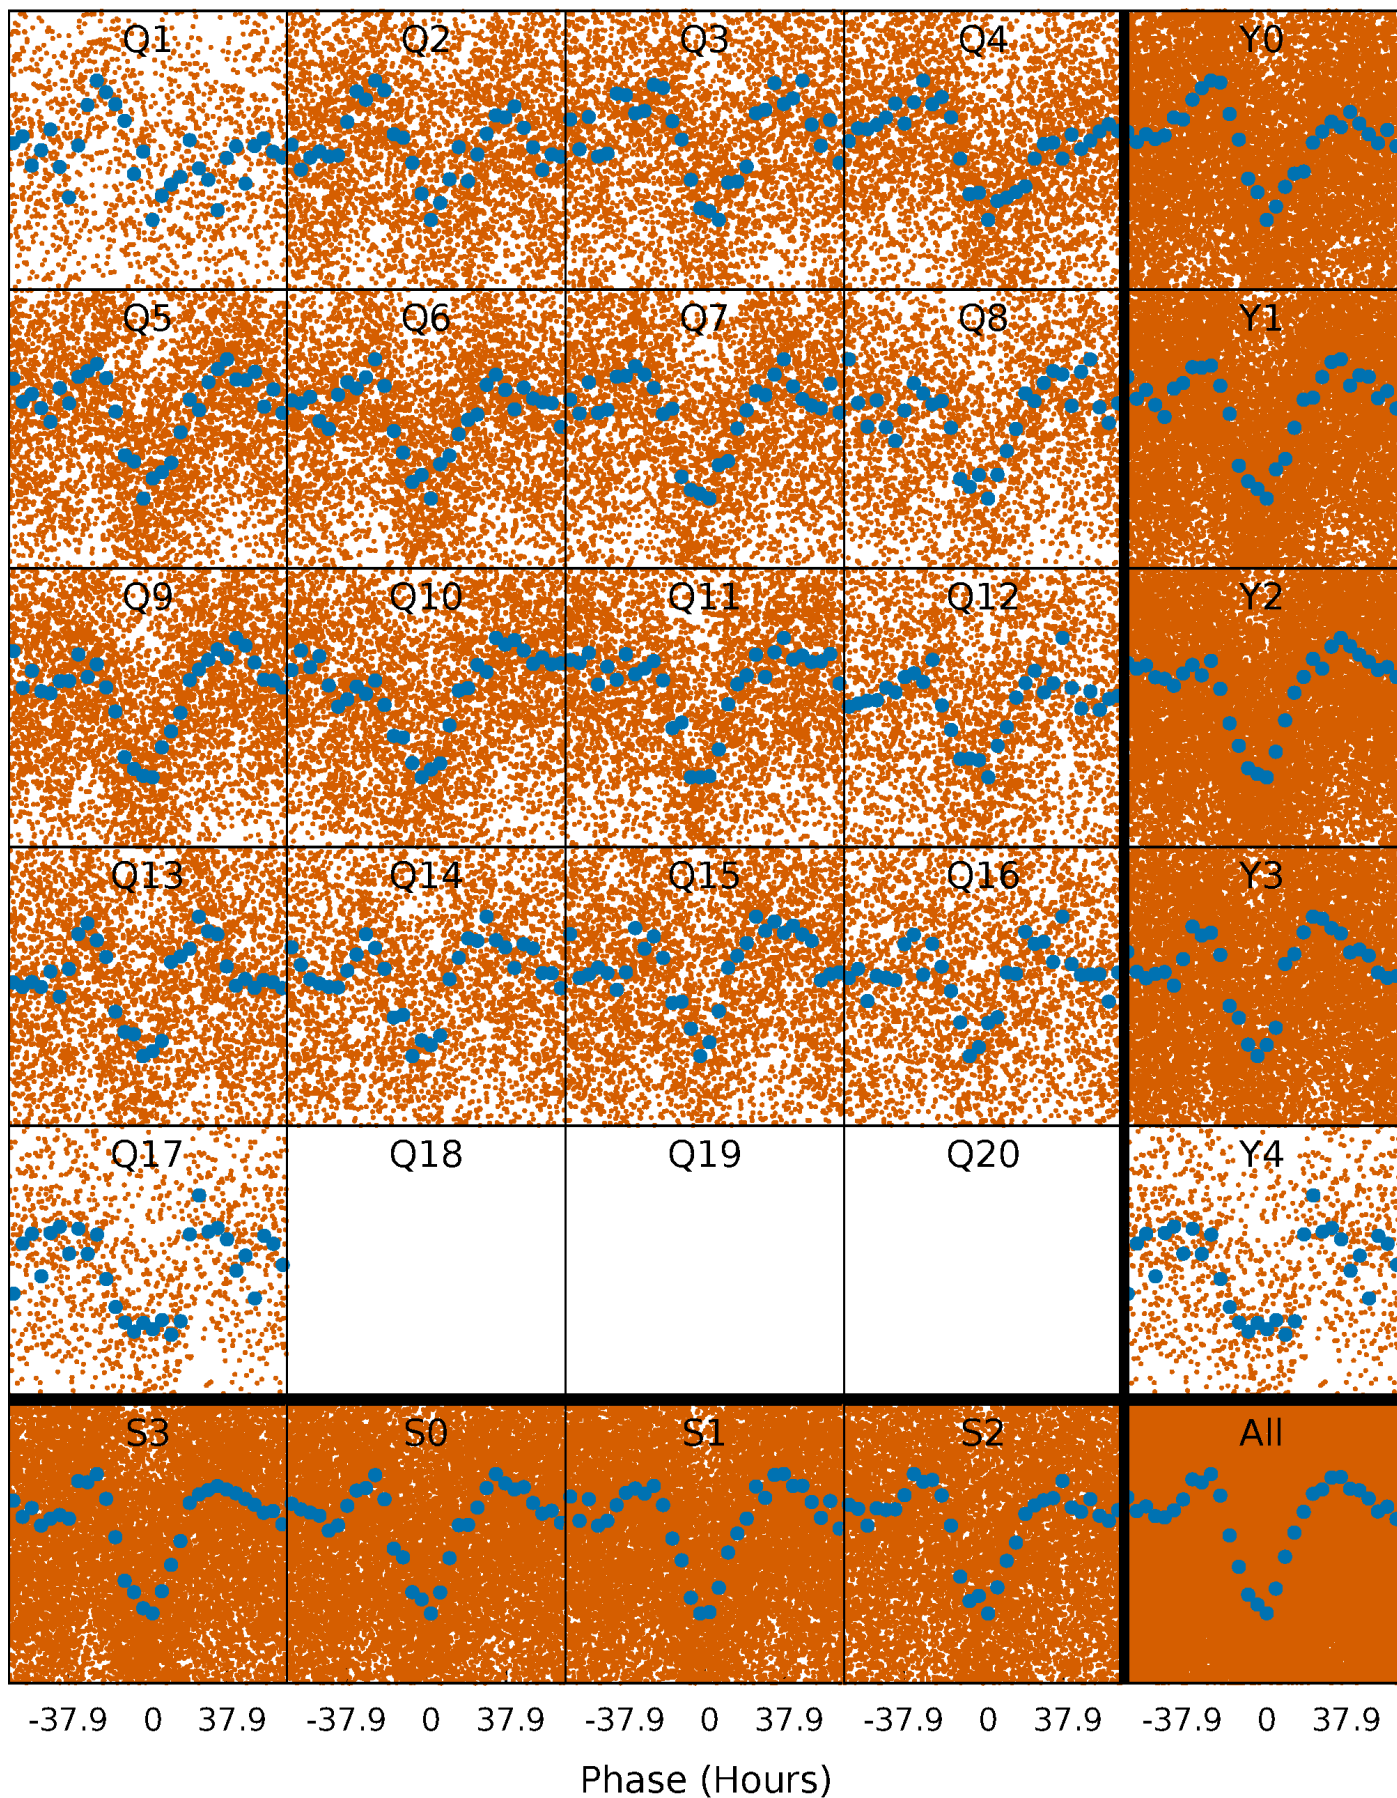 Q1 Q2 Q3 Q4 Y0
Q5 Q6 Q7 Q8 Y1
Q9 Q10 Q11 Q12 Y2
Q13 Q14 Q15 Q16 Y3
Q17 Q18 Q19 Q20 Y4
S3 S0 S1 S2 All
-37.9 0 37.9 -37.9 0 37.9 -37.9 0 37.9 -37.9 0 37.9 -37.9 0 37.9
Phase (Hours)